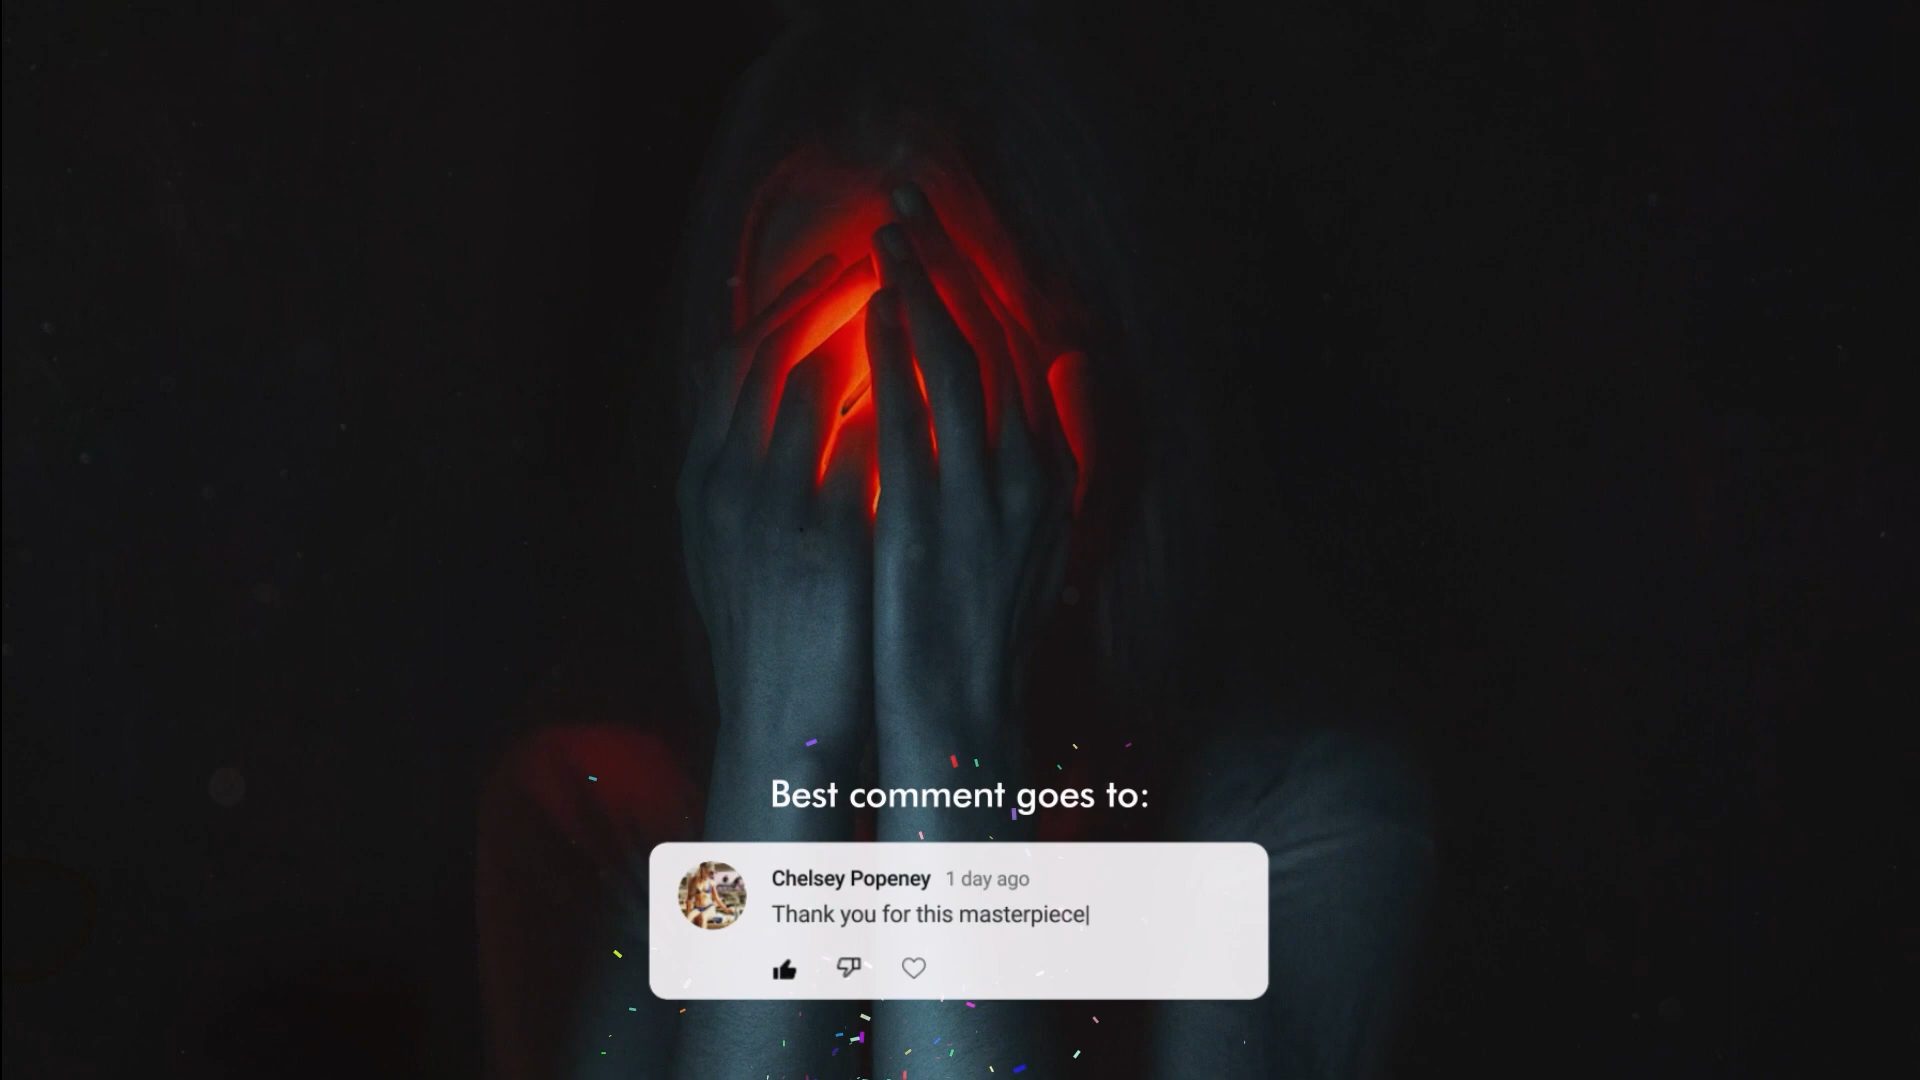 Best comment goes to:
Chelsey Popeney 1 day ago
Thank you for this masterpiece|